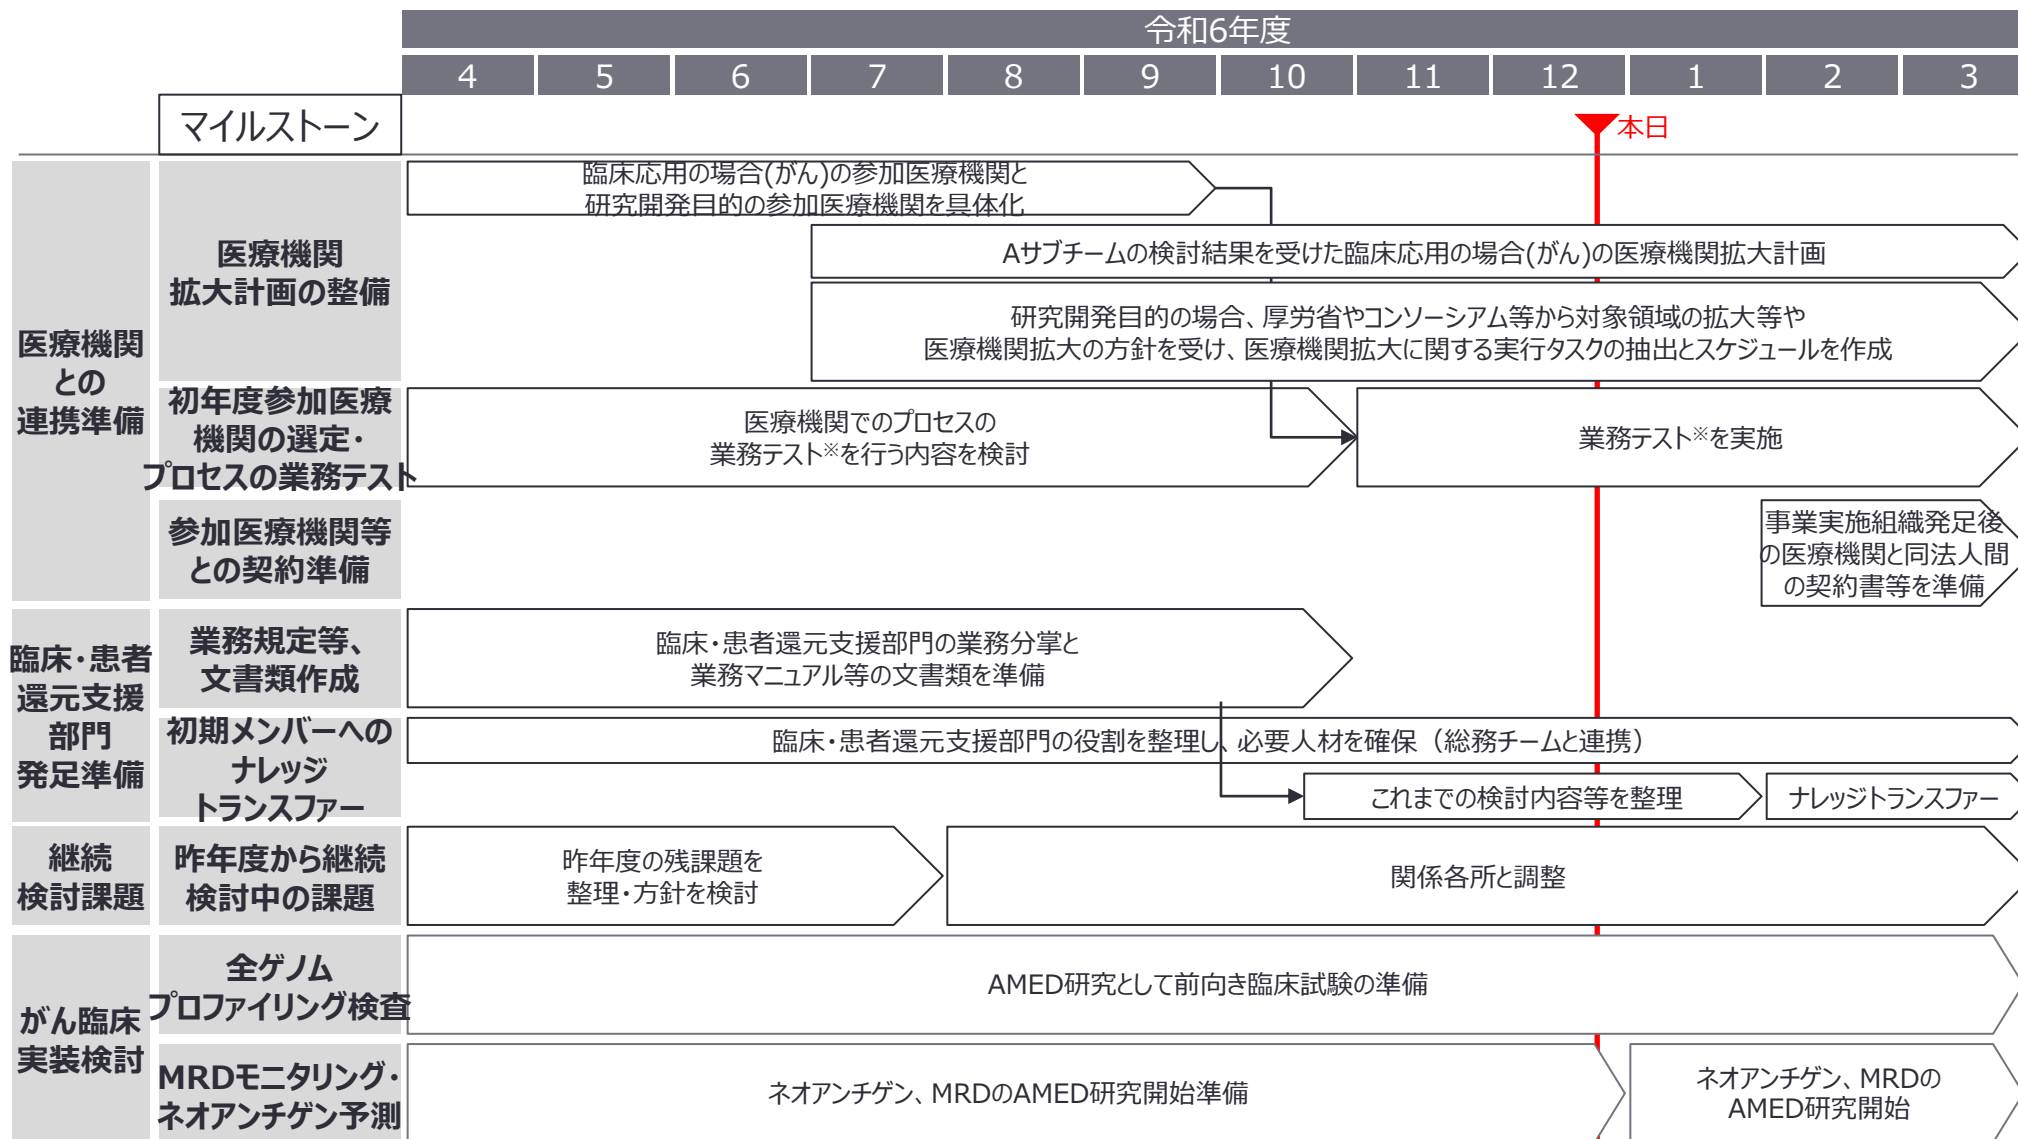 令和6年度
4 5 6 7 8 9 10 11 12 1 2 3
マイルストーン
本日
医療機関
との
連携準備
医療機関
拡大計画の整備
臨床応用の場合(がん)の参加医療機関と
研究開発目的の参加医療機関を具体化
Aサブチームの検討結果を受けた臨床応用の場合(がん)の医療機関拡大計画
研究開発目的の場合、厚労省やコンソーシアム等から対象領域の拡大等や
医療機関拡大の方針を受け、医療機関拡大に関する実行タスクの抽出とスケジュールを作成
初年度参加医療
機関の選定・
プロセスの業務テスト
医療機関でのプロセスの
業務テスト※を行う内容を検討
業務テスト※を実施
参加医療機関等
との契約準備
事業実施組織発足後
の医療機関と同法人間
の契約書等を準備
臨床・患者
還元支援
部門
発足準備
業務規定等、
文書類作成
臨床・患者還元支援部門の業務分掌と
業務マニュアル等の文書類を準備
初期メンバーへの
ナレッジ
トランスファー
臨床・患者還元支援部門の役割を整理し、必要人材を確保（総務チームと連携）
これまでの検討内容等を整理
ナレッジトランスファー
継続
検討課題
昨年度から継続
検討中の課題
昨年度の残課題を
整理・方針を検討
関係各所と調整
がん臨床
実装検討
全ゲノム
プロファイリング検査
AMED研究として前向き臨床試験の準備
MRDモニタリング・
ネオアンチゲン予測
ネオアンチゲン、MRDのAMED研究開始準備
ネオアンチゲン、MRDの
AMED研究開始